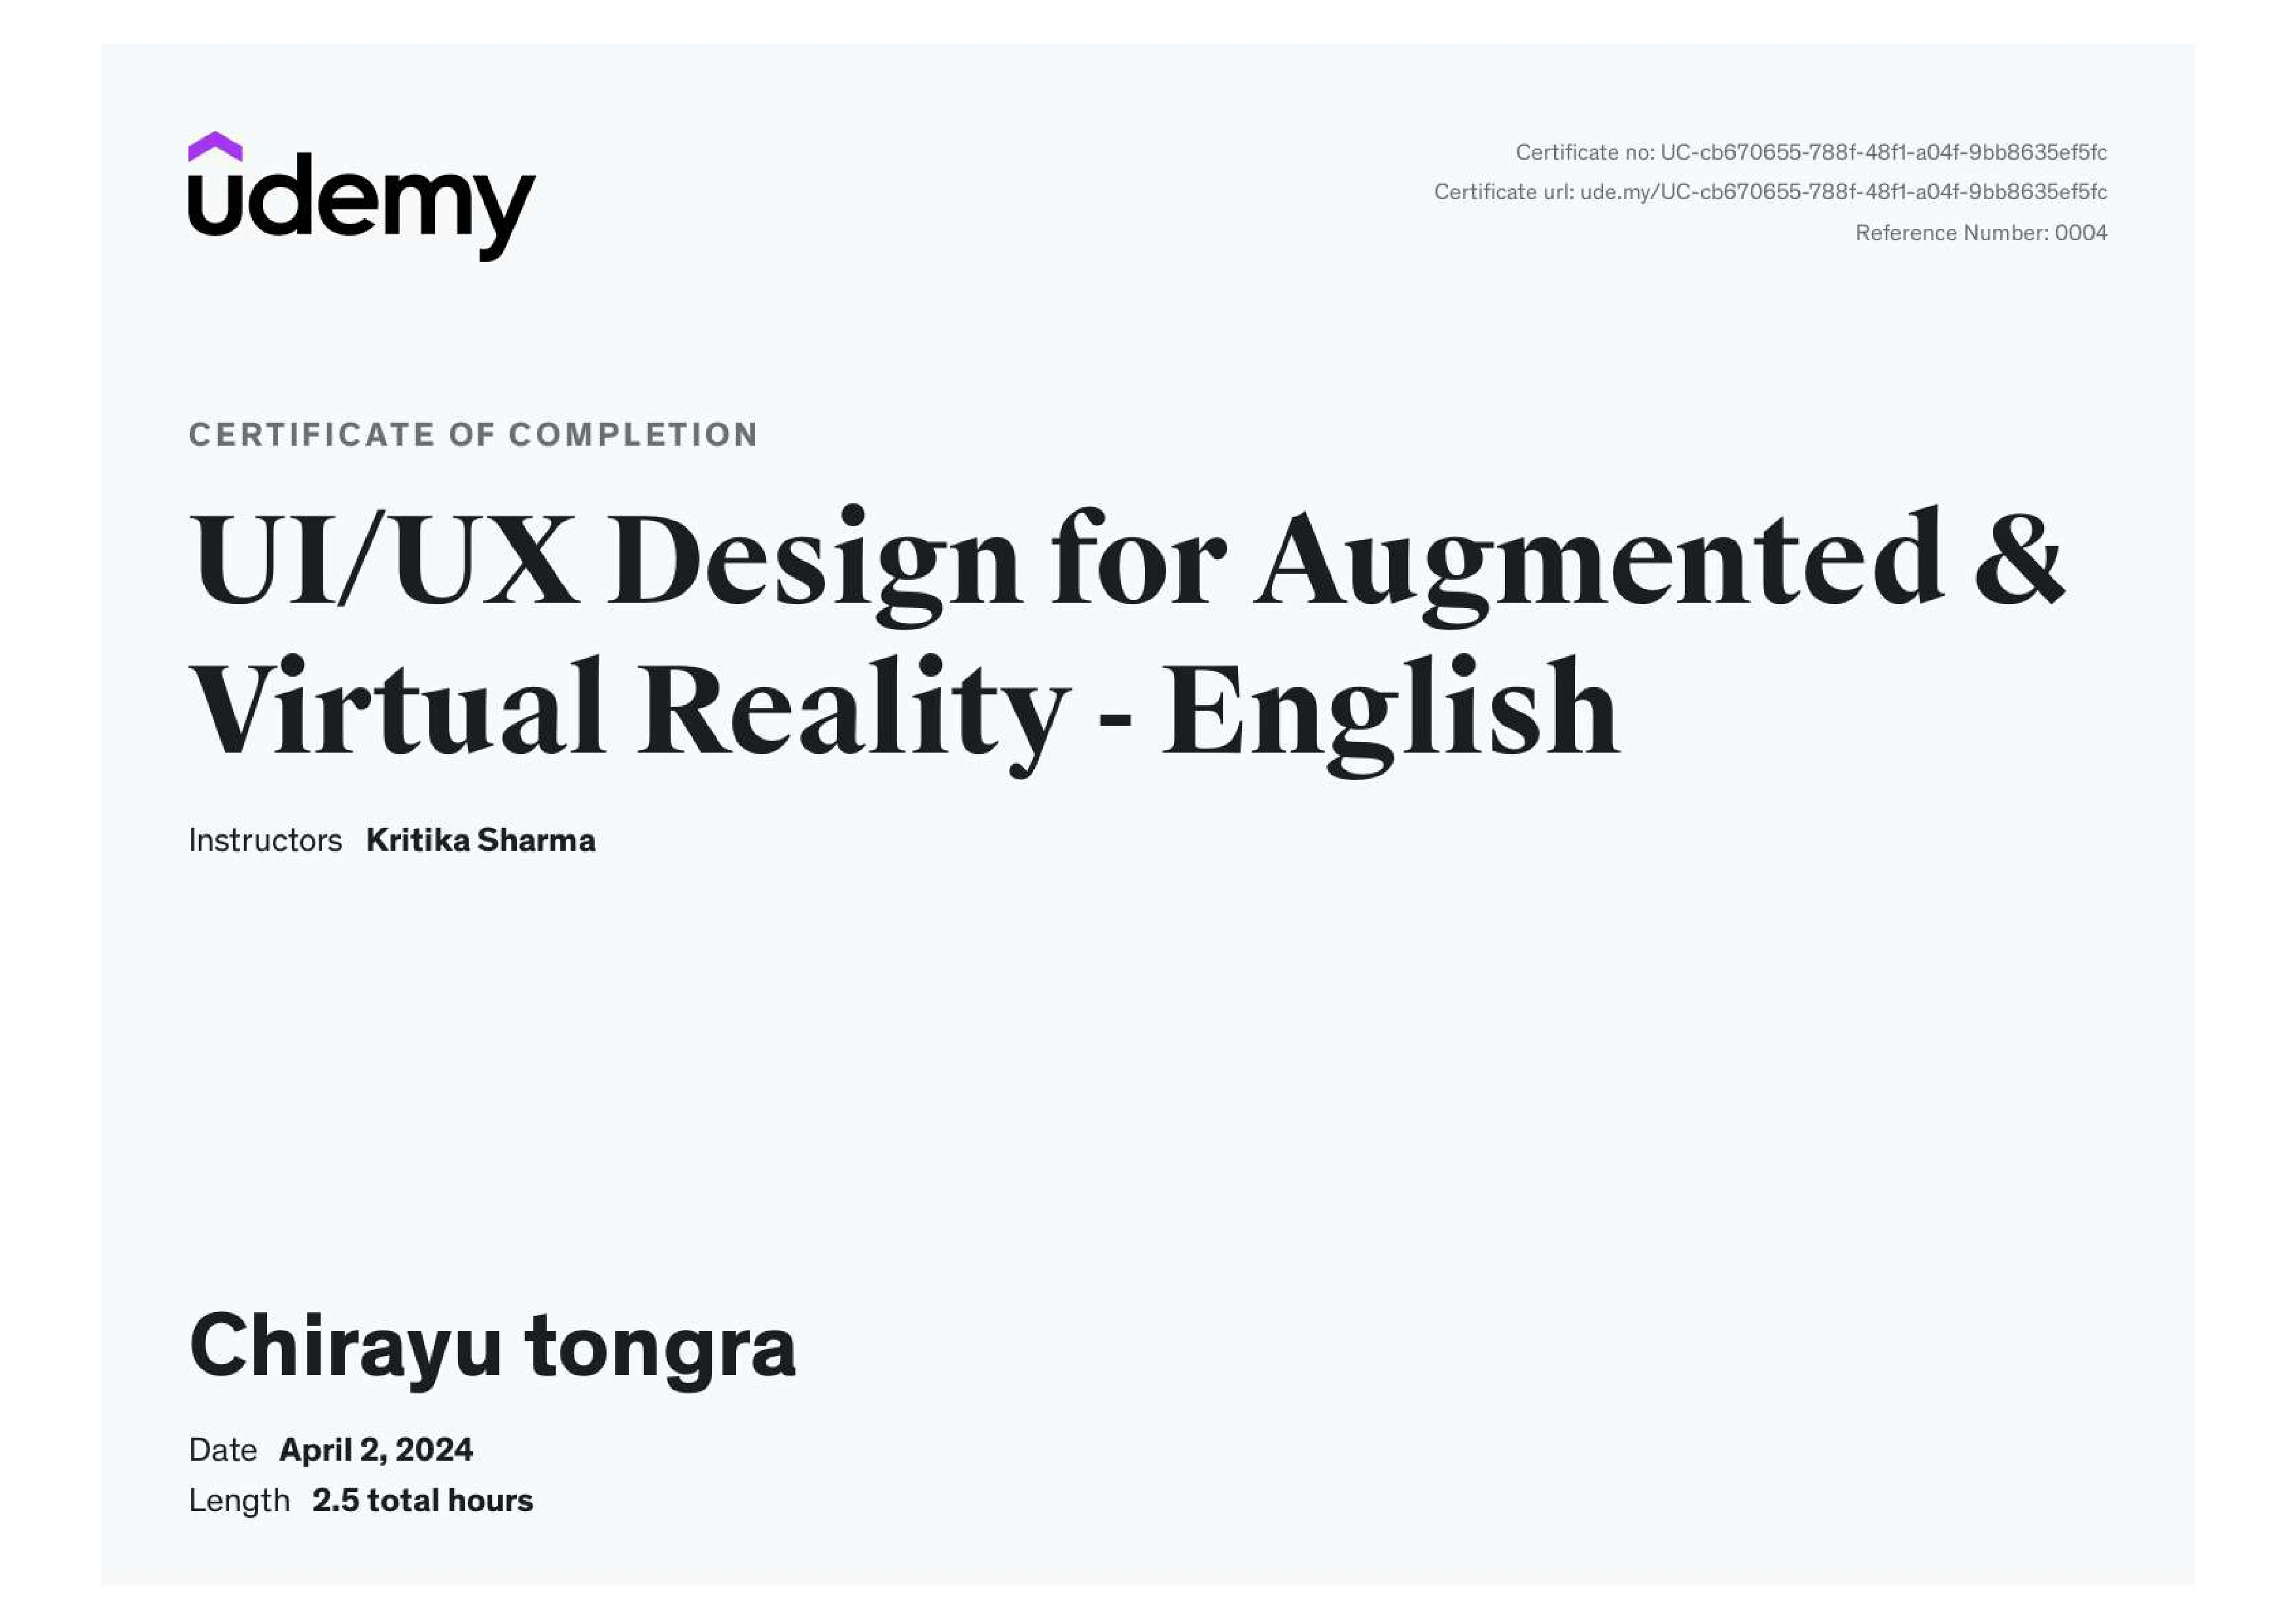 udemy
Certificate no: UC-cb670655-788f-48f1-a04f-9bb8635ef5fc
Certificate url: ude.my/UC-cb670655-788f-48f1-a04f-9bb8635ef5fc
Reference Number: 0004
CERTIFICATE OF COMPLETION
UI/UX Design for Augmented &
Virtual Reality - English
Instructors Kritika Sharma
Chirayu tongra
Date April 2, 2024
Length 2.5 total hours